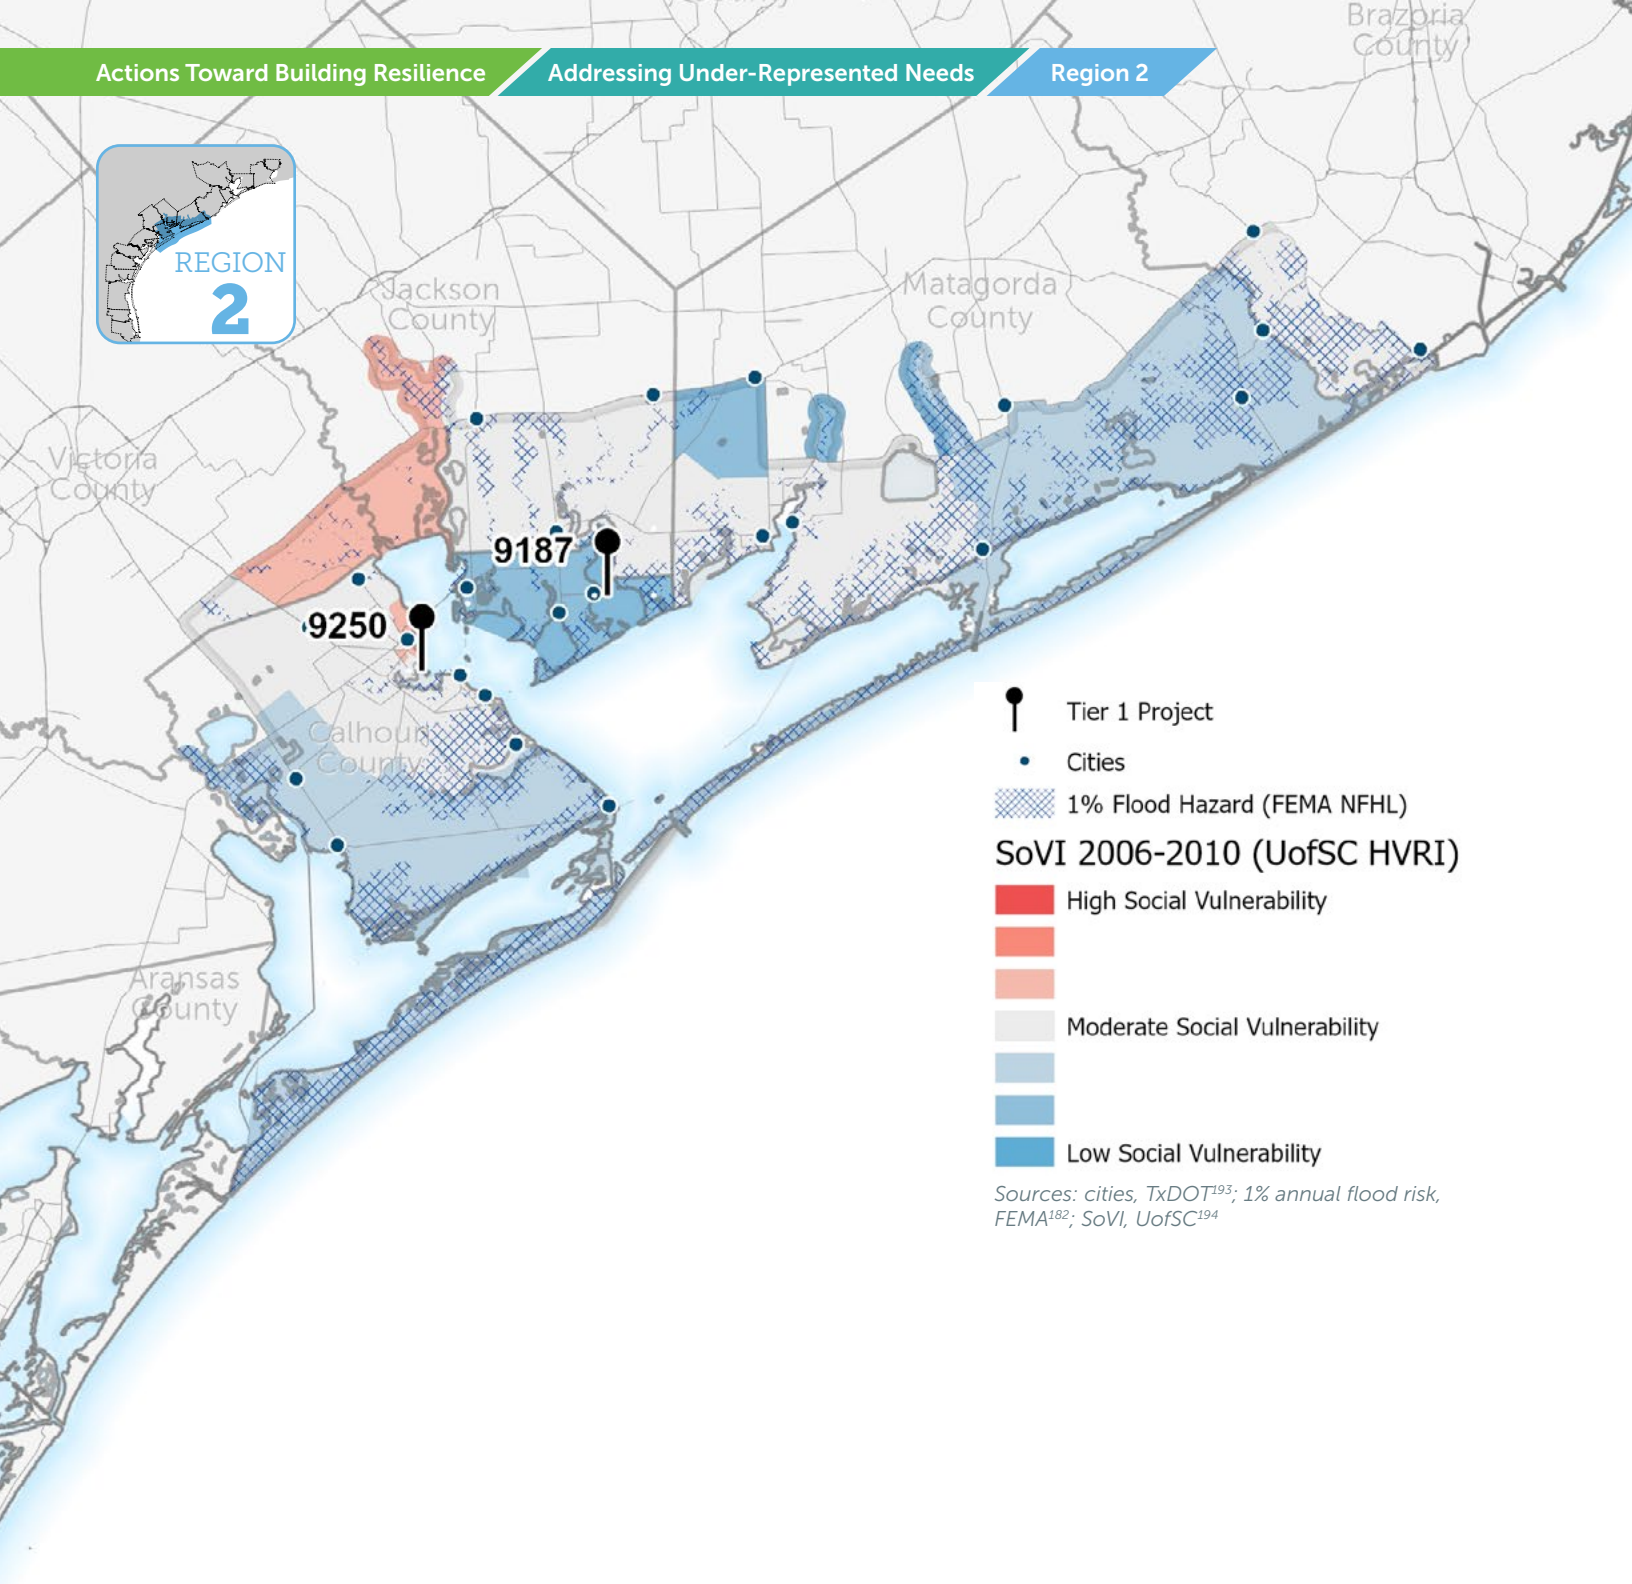 Brazoria
County
Actions Toward Building Resilience
Addressing Under-Represented Needs
Region 2
REGION
2
Jackson
County
Matagorda
County
Victoria
County
9187
9250
Calhoun
County
Aransas
County
Tier 1 Project
Cities
1% Flood Hazard (FEMA NFHL)
SoVI 2006-2010 (UofSC HVRI)
High Social Vulnerability
Moderate Social Vulnerability
Low Social Vulnerability
Sources: cities, TxDOT¹⁹³; 1% annual flood risk,
FEMA¹⁸²; SoVI, UofSC¹⁹⁴